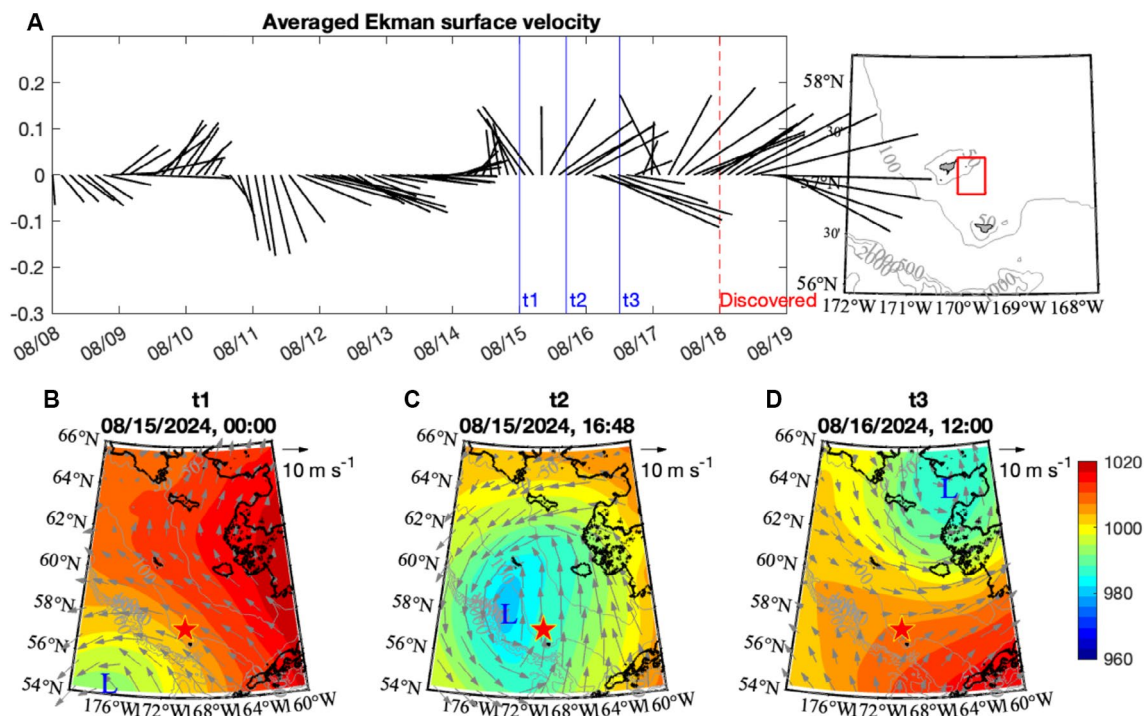 A
Averaged Ekman surface velocity
0.2
0.1
0
-0.1
-0.2
-0.3
t1
t2
t3
Discovered
08/08
08/09
08/10
08/11
08/12
08/13
08/14
08/15
08/16
08/17
08/18
08/19
58°N
30'
57°N
30'
56°N
100
50
172°W
171°W
170°W
169°W
168°W
B
t1
08/15/2024, 00:00
10 m s⁻¹
66°N
64°N
62°N
60°N
58°N
56°N
54°N
L
176°W
172°W
168°W
164°W
160°W
C
t2
08/15/2024, 16:48
10 m s⁻¹
66°N
64°N
62°N
60°N
58°N
56°N
54°N
L
176°W
172°W
168°W
164°W
160°W
D
t3
08/16/2024, 12:00
10 m s⁻¹
66°N
64°N
62°N
60°N
58°N
56°N
54°N
L
176°W
172°W
168°W
164°W
160°W
1020
1000
980
960